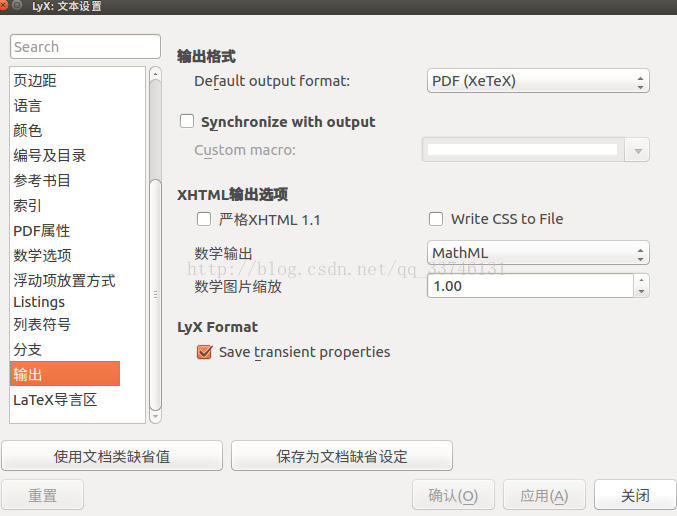 LyX: 文本设置
Search
页边距
语言
颜色
编号及目录
参考书目
索引
PDF属性
数学选项
浮动项放置方式
Listings
列表符号
分支
输出
LaTeX导言区
输出格式
Default output format:
PDF (XeTeX)
Synchronize with output
Custom macro:
XHTML输出选项
严格XHTML 1.1
Write CSS to File
数学输出
MathML
http://blog.csdn.net/qq_33746131
数学图片缩放
1.00
LyX Format
Save transient properties
使用文档类缺省值
保存为文档缺省设定
重置
确认(O)
应用(A)
关闭